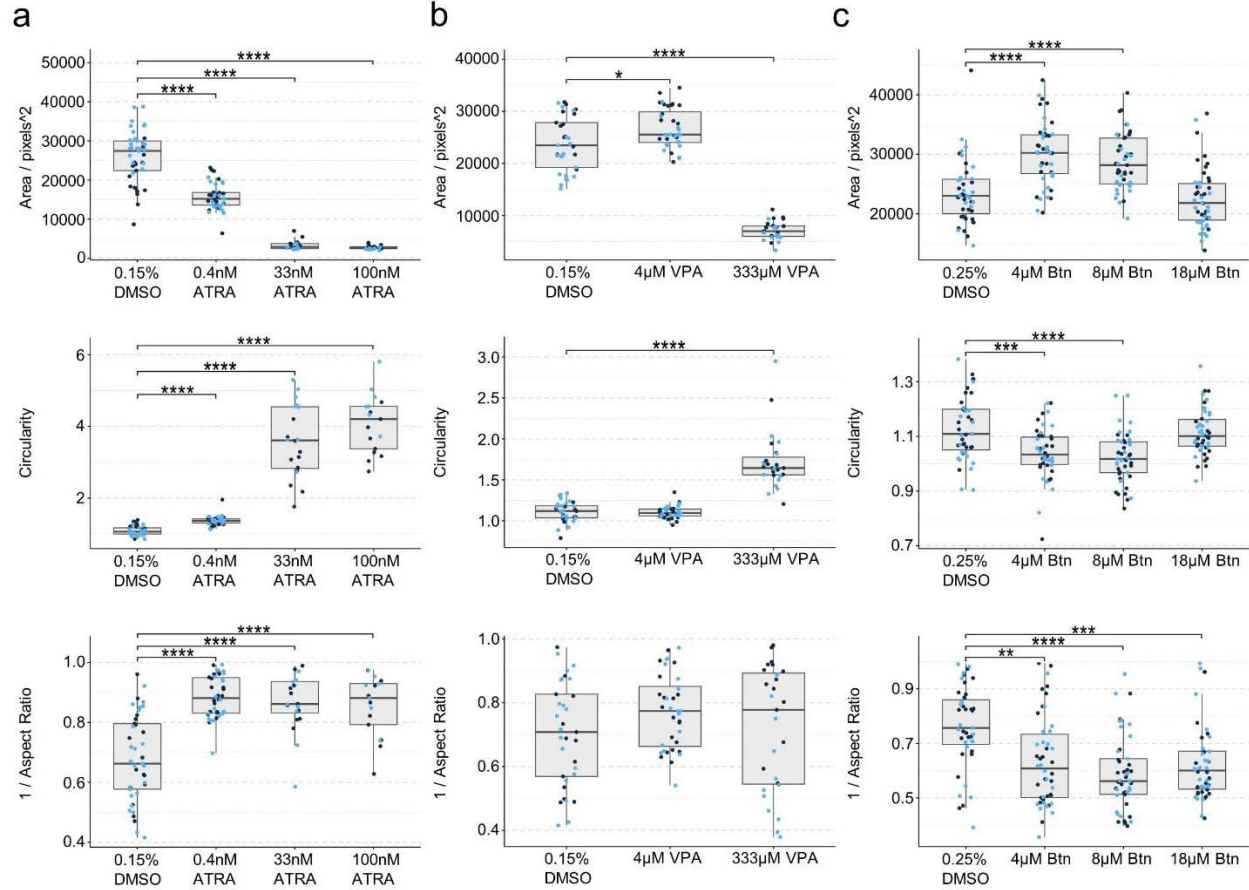 a
b
c
****
****
****
50000
40000
30000
20000
10000
0
Area / pixels^2
0.15% DMSO
0.4nM ATRA
33nM ATRA
100nM ATRA
****
*
40000
30000
20000
10000
0
Area / pixels^2
0.15% DMSO
4µM VPA
333µM VPA
****
****
40000
30000
20000
Area / pixels^2
0.25% DMSO
4µM Btn
8µM Btn
18µM Btn
****
****
****
6
4
2
Circularity
0.15% DMSO
0.4nM ATRA
33nM ATRA
100nM ATRA
****
3.0
2.5
2.0
1.5
1.0
Circularity
0.15% DMSO
4µM VPA
333µM VPA
****
***
1.3
1.1
0.9
0.7
Circularity
0.25% DMSO
4µM Btn
8µM Btn
18µM Btn
****
****
****
1.0
0.8
0.6
0.4
1 / Aspect Ratio
0.15% DMSO
0.4nM ATRA
33nM ATRA
100nM ATRA
1.0
0.8
0.6
0.4
1 / Aspect Ratio
0.15% DMSO
4µM VPA
333µM VPA
***
****
**
0.9
0.7
0.5
1 / Aspect Ratio
0.25% DMSO
4µM Btn
8µM Btn
18µM Btn